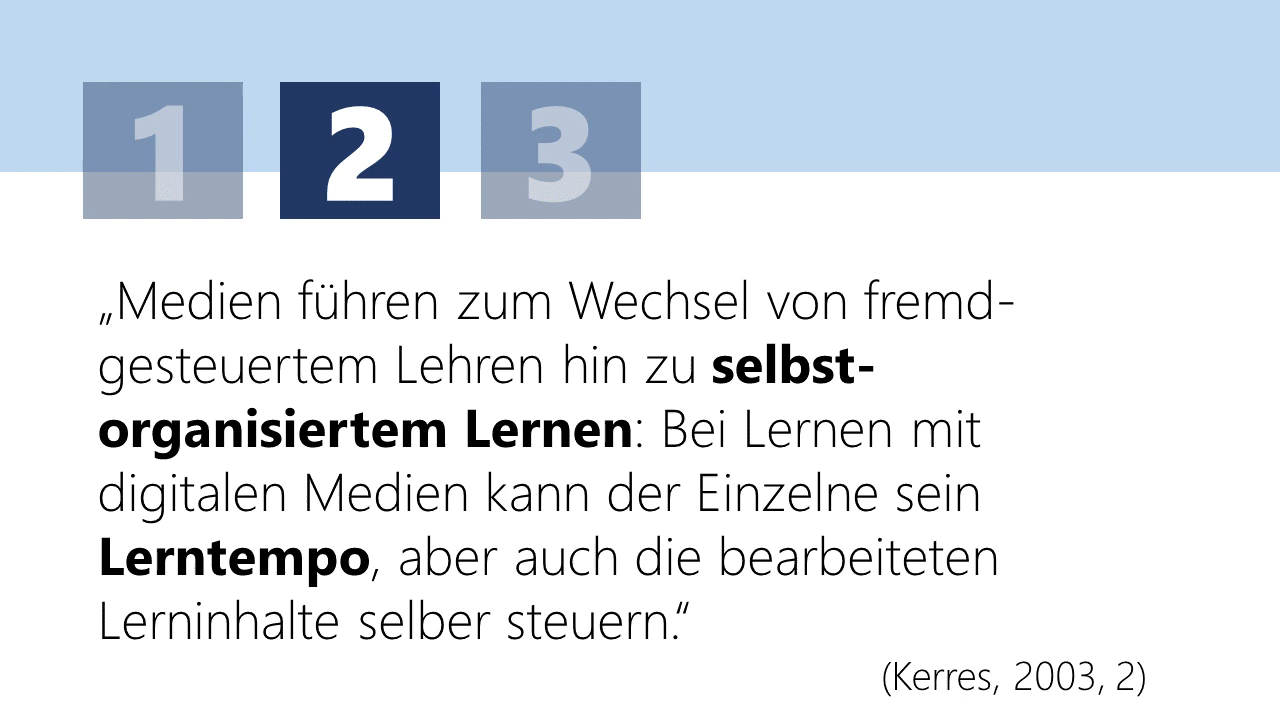 1 2 3
„Medien führen zum Wechsel von fremd-
gesteuertem Lehren hin zu selbst-
organisiertem Lernen: Bei Lernen mit
digitalen Medien kann der Einzelne sein
Lerntempo, aber auch die bearbeiteten
Lerninhalte selber steuern.“
(Kerres, 2003, 2)